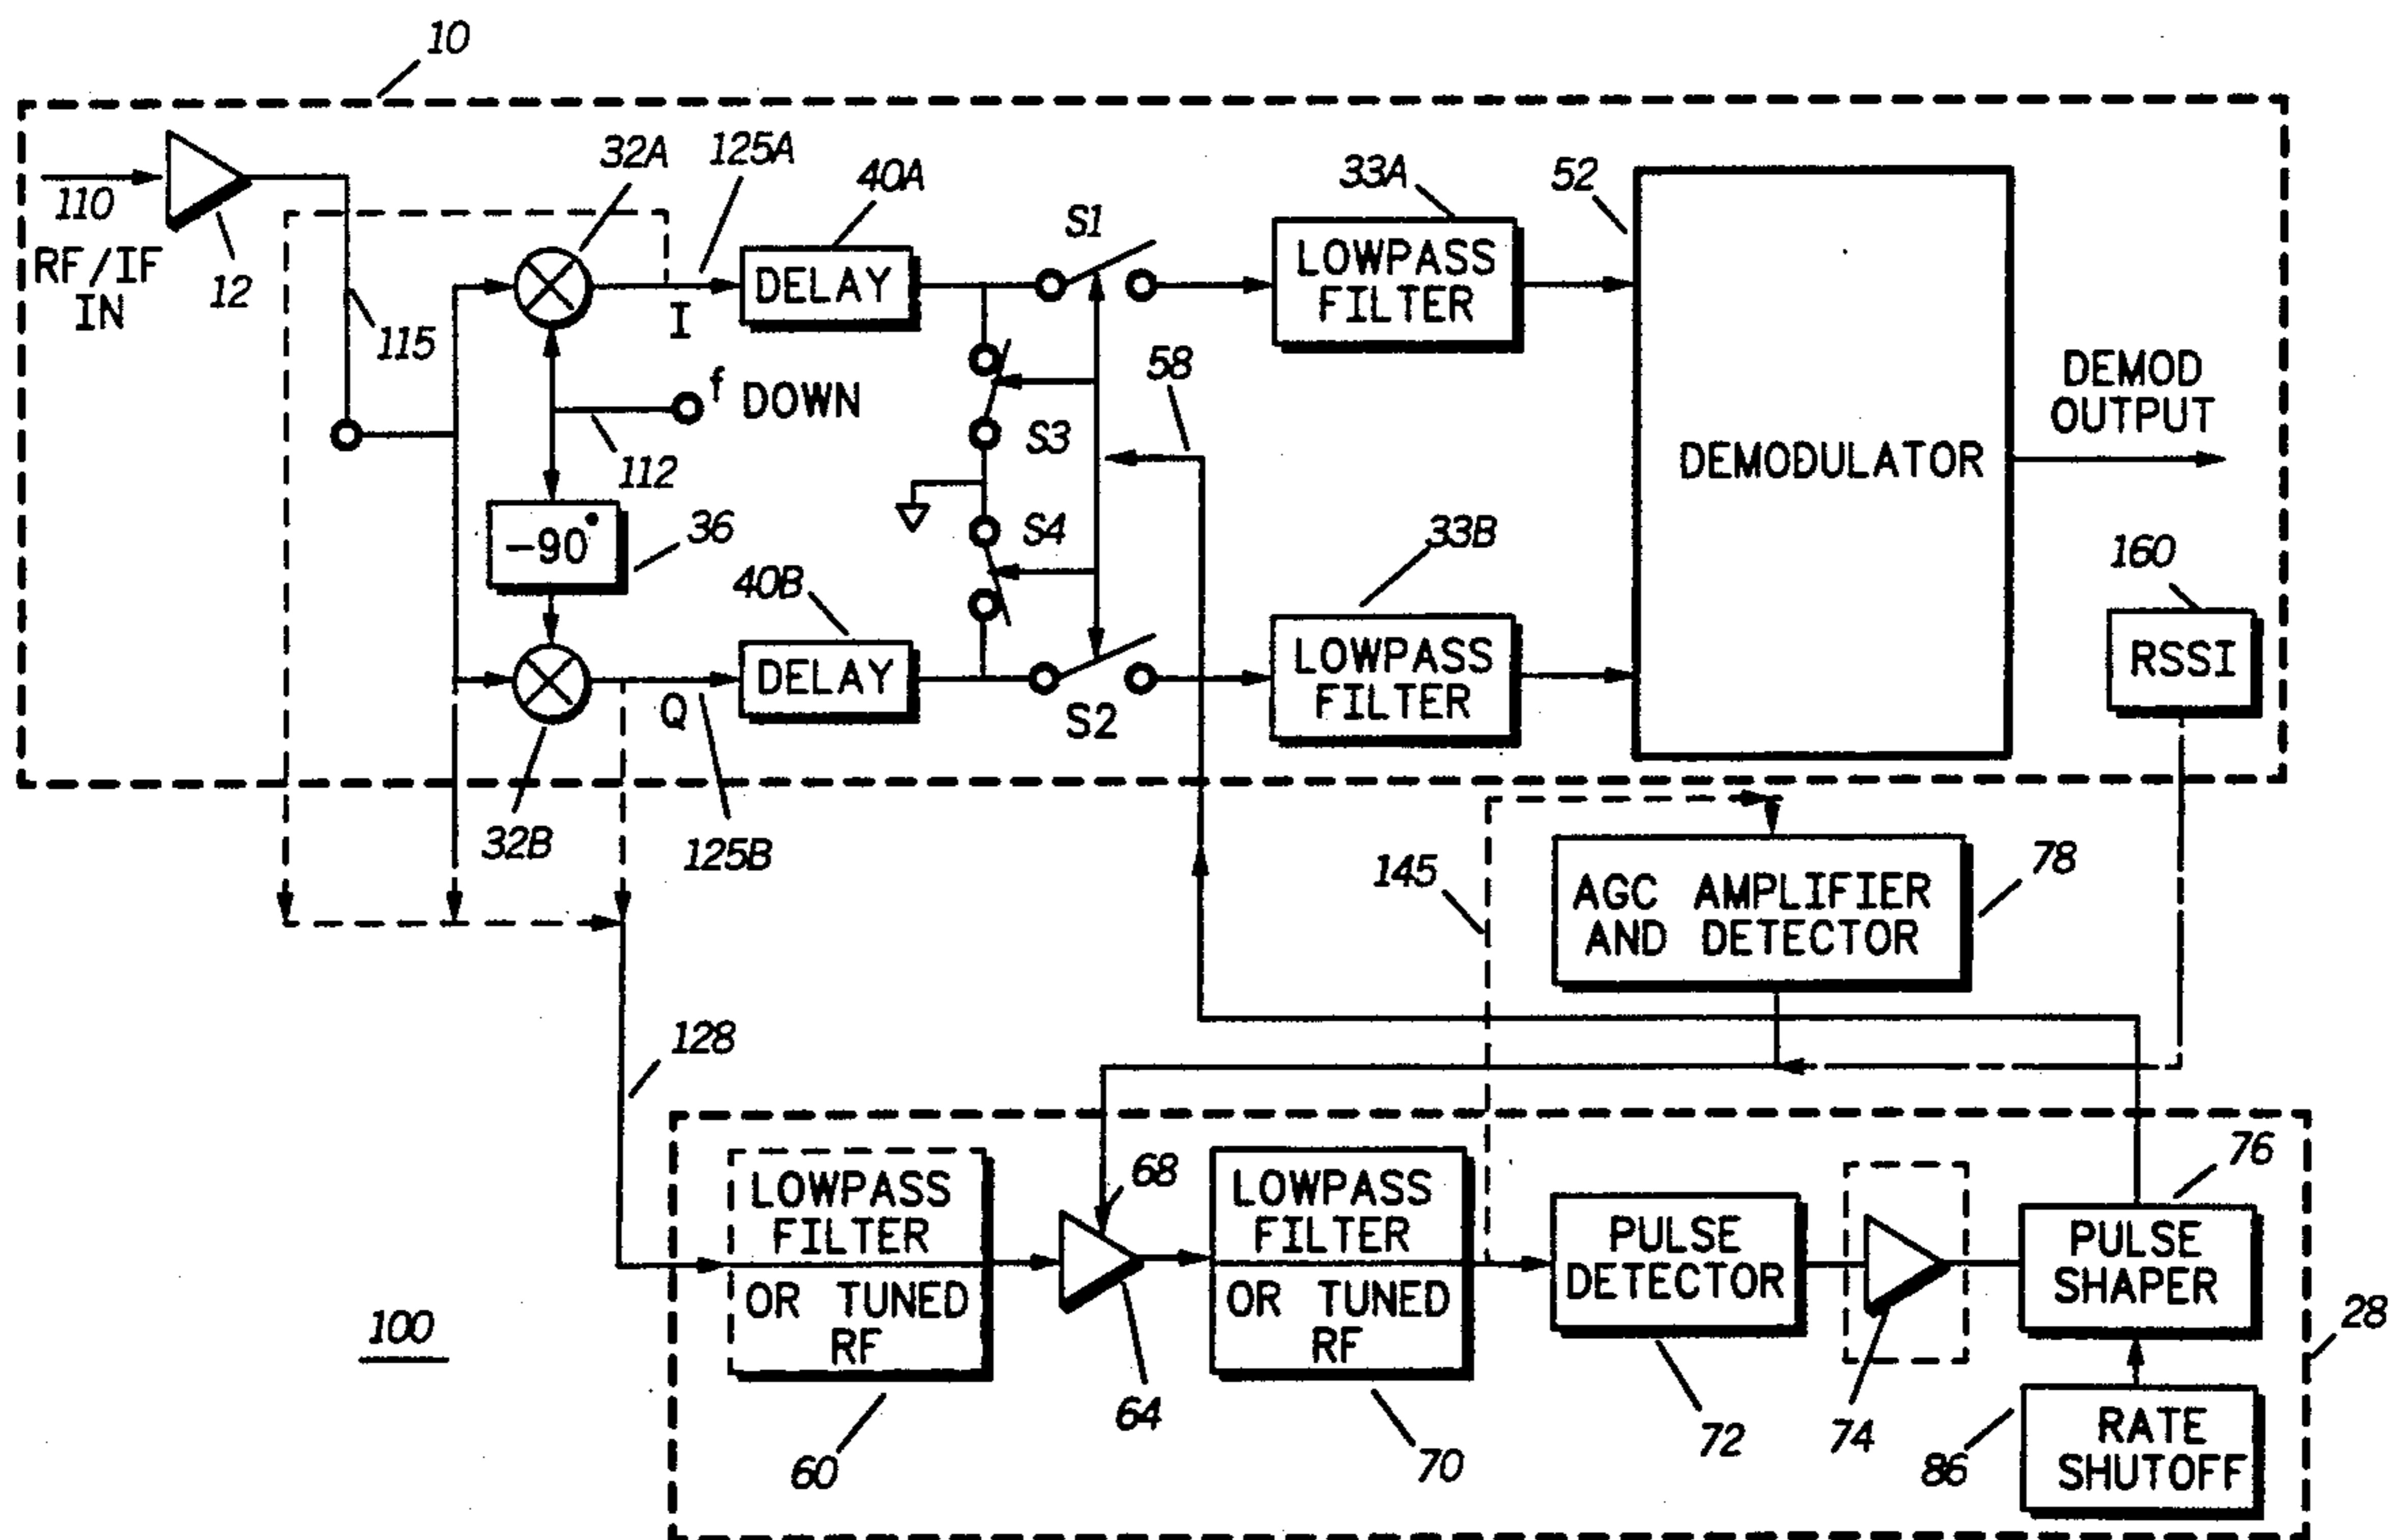 10
32A
125A
40A
S1
33A
52
110
RF/IF
IN
12
115
I
DELAY
LOWPASS
FILTER
f DOWN
112
S3
58
DEMOD
OUTPUT
DEMODULATOR
-90°
36
S4
33B
160
40B
Q
DELAY
S2
LOWPASS
FILTER
RSSI
32B
125B
145
AGC AMPLIFIER
AND DETECTOR
78
128
68
76
LOWPASS
FILTER
OR TUNED
RF
LOWPASS
FILTER
OR TUNED
RF
PULSE
DETECTOR
PULSE
SHAPER
28
100
60
64
70
72
74
86
RATE
SHUTOFF